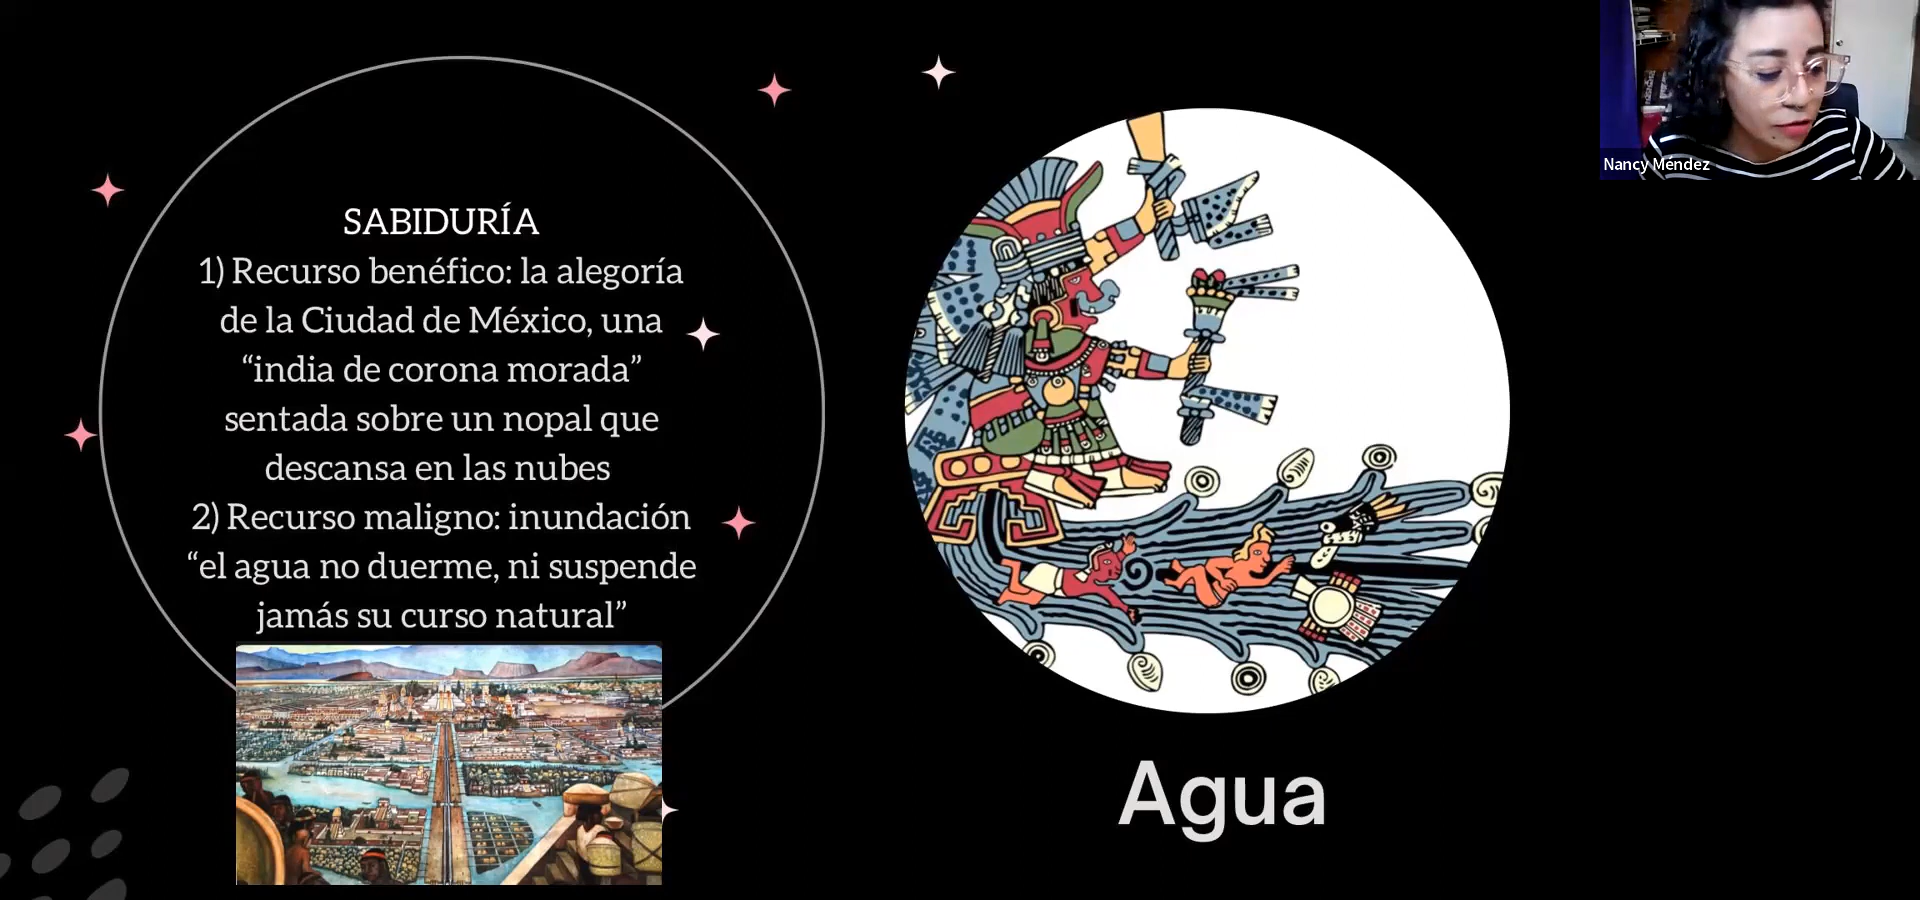 SABIDURÍA
1) Recurso benéfico: la alegoría
de la Ciudad de México, una
“india de corona morada”
sentada sobre un nopal que
descansa en las nubes
2) Recurso maligno: inundación
“el agua no duerme, ni suspende
jamás su curso natural”
Agua
Nancy Méndez